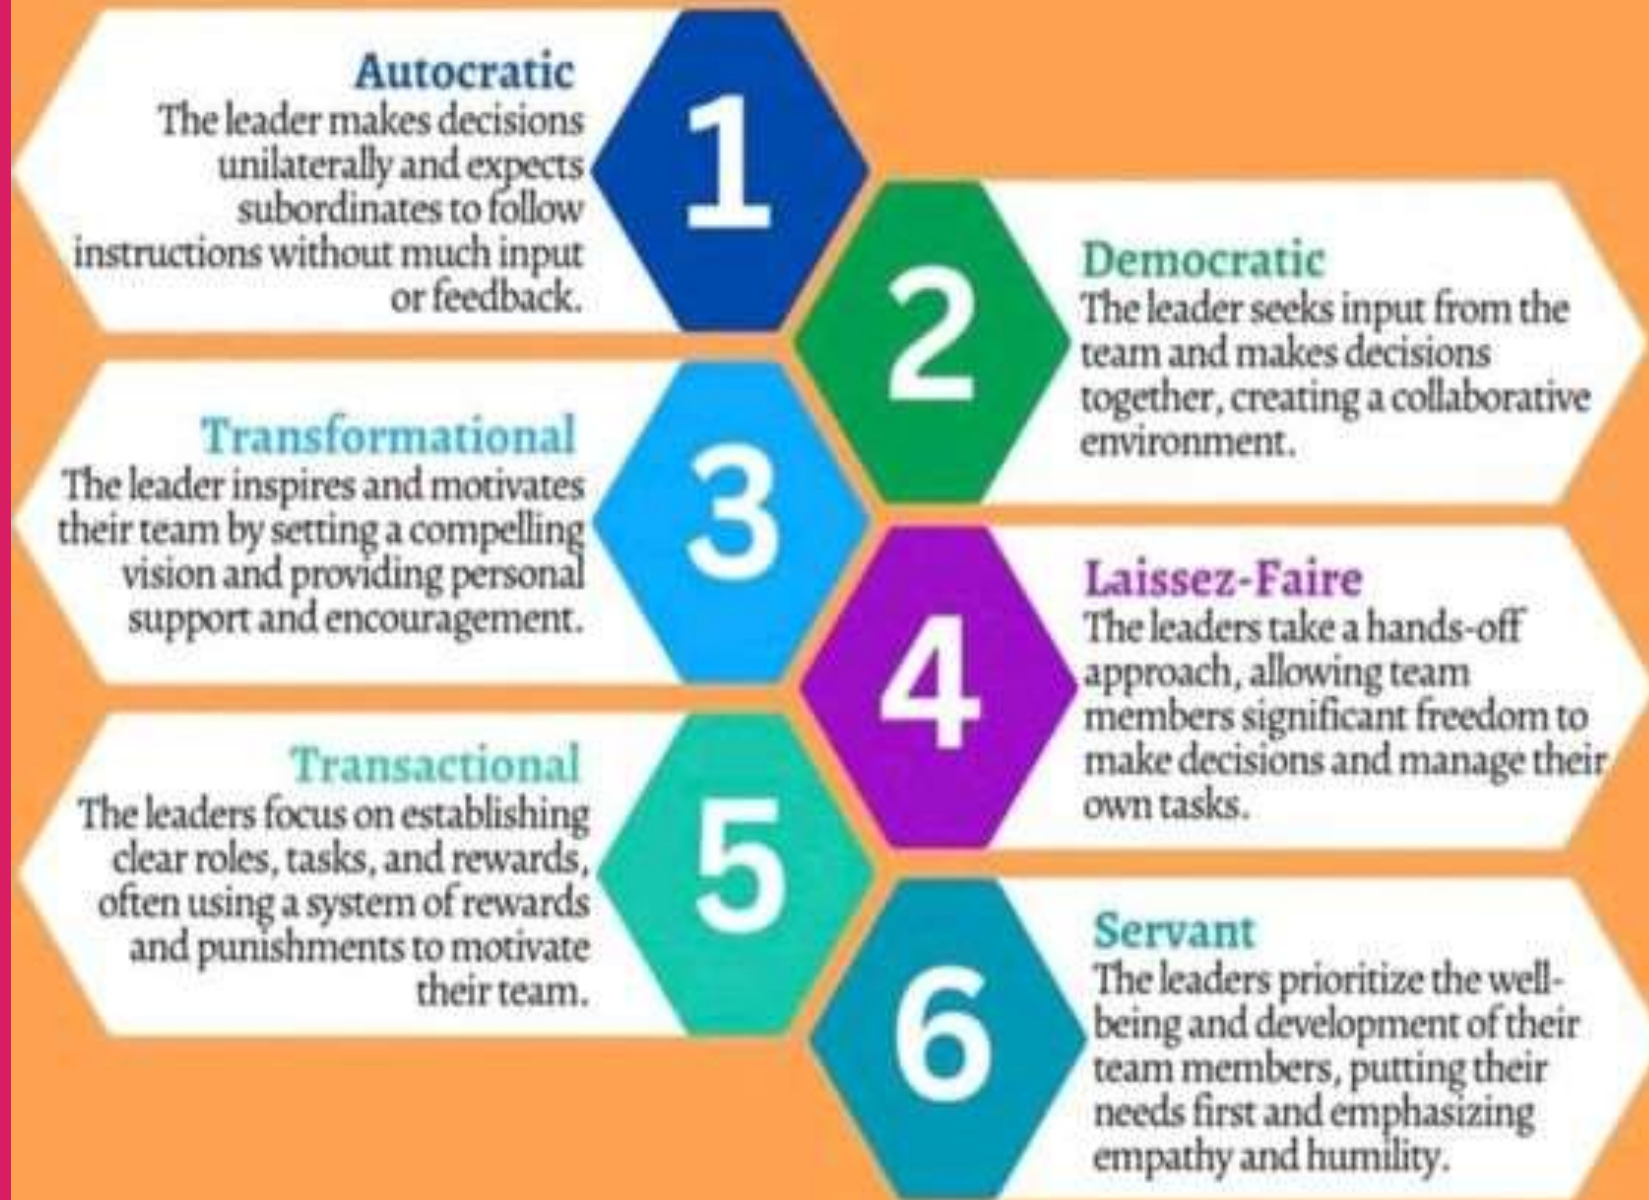 1
Autocratic
The leader makes decisions
unilaterally and expects
subordinates to follow
instructions without much input
or feedback.
2
Democratic
The leader seeks input from the
team and makes decisions
together, creating a collaborative
environment.
3
Transformational
The leader inspires and motivates
their team by setting a compelling
vision and providing personal
support and encouragement.
4
Laissez-Faire
The leaders take a hands-off
approach, allowing team
members significant freedom to
make decisions and manage their
own tasks.
5
Transactional
The leaders focus on establishing
clear roles, tasks, and rewards,
often using a system of rewards
and punishments to motivate
their team.
6
Servant
The leaders prioritize the well-
being and development of their
team members, putting their
needs first and emphasizing
empathy and humility.